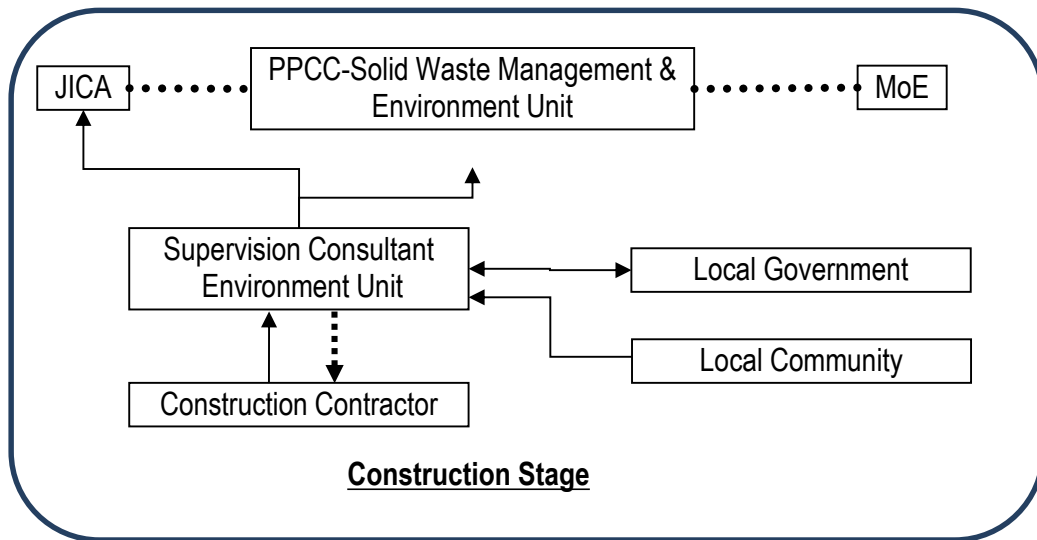 JICA
PPCC-Solid Waste Management &
Environment Unit
MoE
Supervision Consultant
Environment Unit
Local Government
Local Community
Construction Contractor
Construction Stage